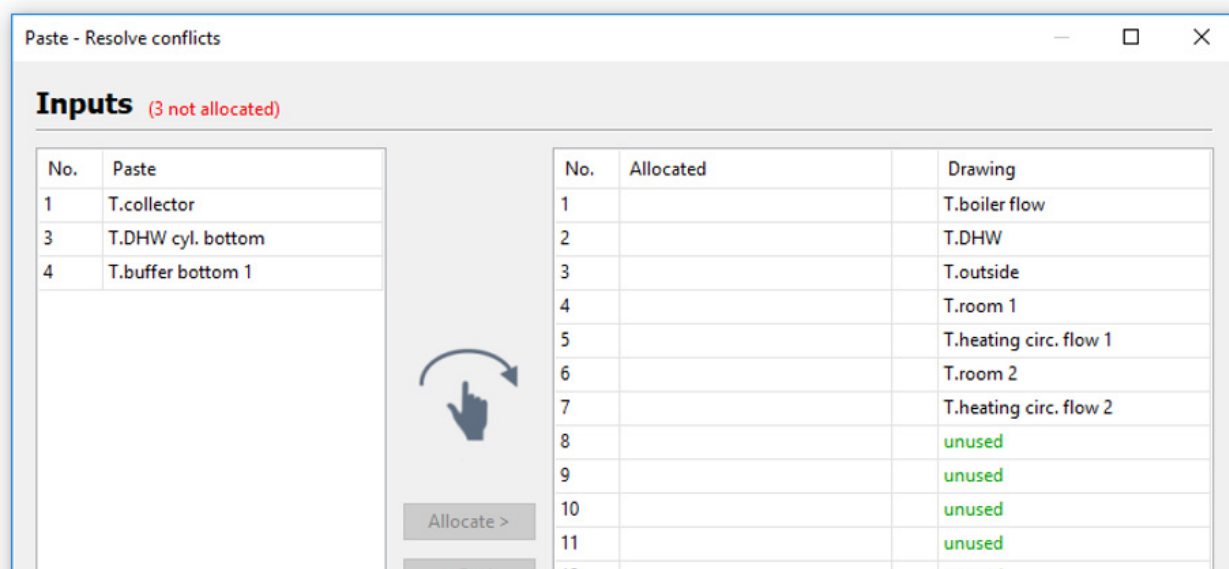 Paste - Resolve conflicts
Inputs (3 not allocated)
No. Paste
1 T.collector
3 T.DHW cyl. bottom
4 T.buffer bottom 1
Allocate >
No. Allocated Drawing
1 T.boiler flow
2 T.DHW
3 T.outside
4 T.room 1
5 T.heating circ. flow 1
6 T.room 2
7 T.heating circ. flow 2
8 unused
9 unused
10 unused
11 unused